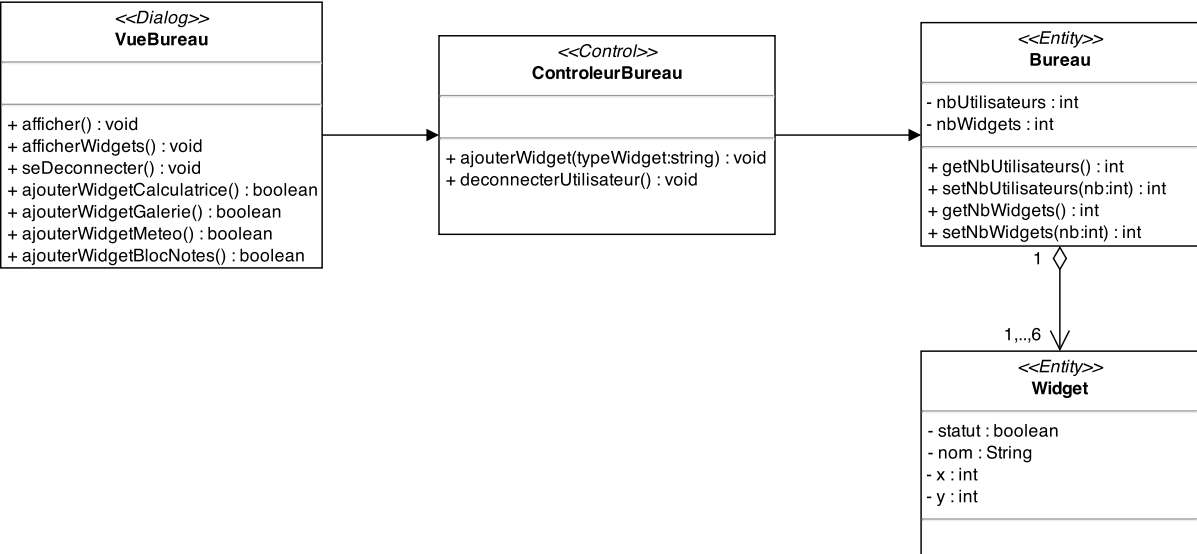 <<Dialog>>
VueBureau
+ afficher() : void
+ afficherWidgets() : void
+ seDeconnecter() : void
+ ajouterWidgetCalculatrice() : boolean
+ ajouterWidgetGalerie() : boolean
+ ajouterWidgetMeteo() : boolean
+ ajouterWidgetBlocNotes() : boolean
<<Control>>
ControleurBureau
+ ajouterWidget(typeWidget:string) : void
+ deconnecterUtilisateur() : void
<<Entity>>
Bureau
- nbUtilisateurs : int
- nbWidgets : int
+ getNbUtilisateurs() : int
+ setNbUtilisateurs(nb:int) : int
+ getNbWidgets() : int
+ setNbWidgets(nb:int) : int
1
1,..,6
<<Entity>>
Widget
- statut : boolean
- nom : String
- x : int
- y : int